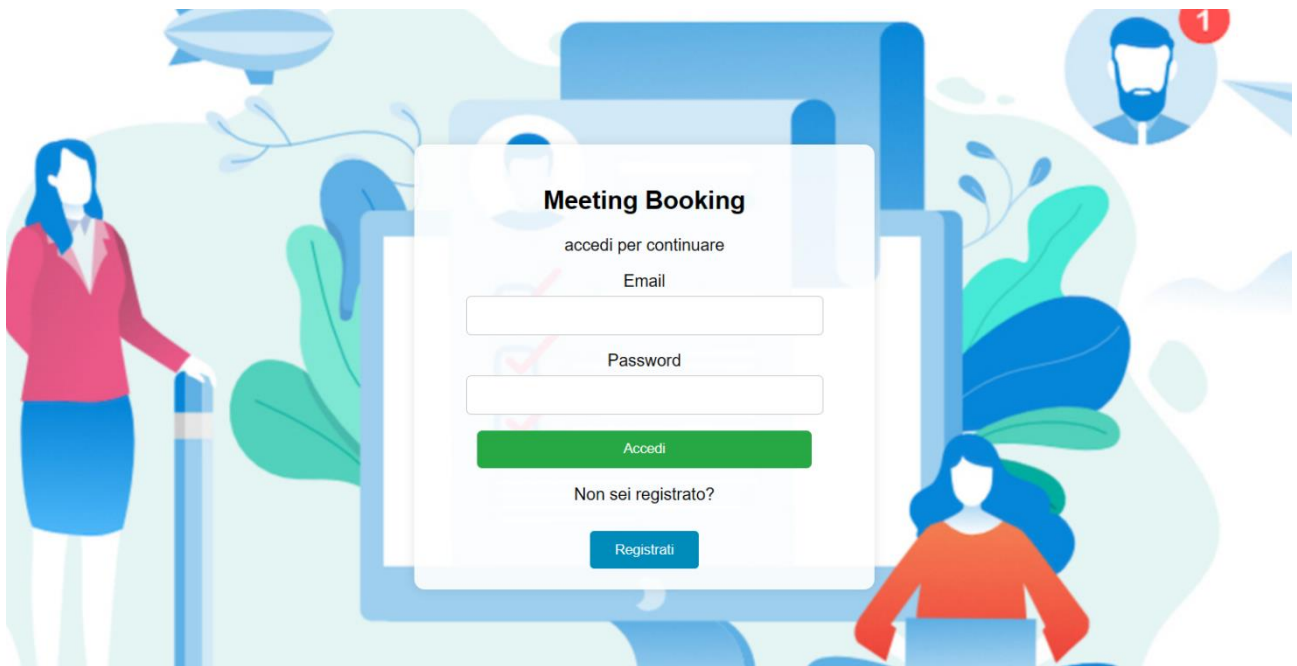 1
Meeting Booking
accedi per continuare
Email
Password
Accedi
Non sei registrato?
Registrati